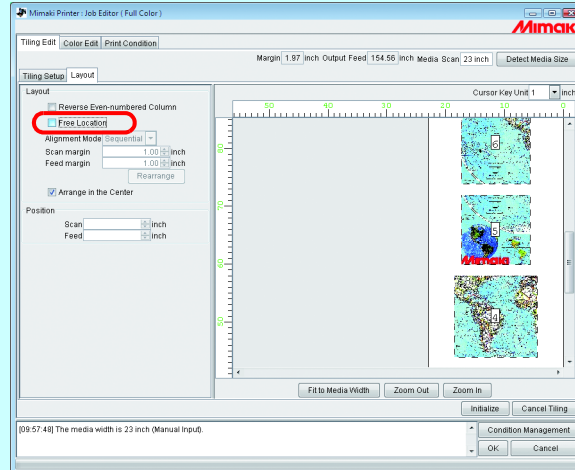 Mimaki Printer : Job Editor ( Full Color )
Mimaki
Tiling Edit Color Edit Print Condition
Margin 1.97 inch Output Feed 154.56 inch Media Scan 23 inch Detect Media Size
Tiling Setup Layout
Layout
Cursor Key Unit 1 inch
Reverse Even-numbered Column
50 40 30 20 10 0
Free Location
Alignment Mode Sequential
Scan margin 1.00 inch
Feed margin 1.00 inch
Rearrange
Arrange in the Center
Position
Scan inch
Feed inch
80
6
70
5
Mimaki
60
4
50
Fit to Media Width Zoom Out Zoom In
Initialize Cancel Tiling
[09:57:48] The media width is 23 inch (Manual Input).
Condition Management
OK Cancel